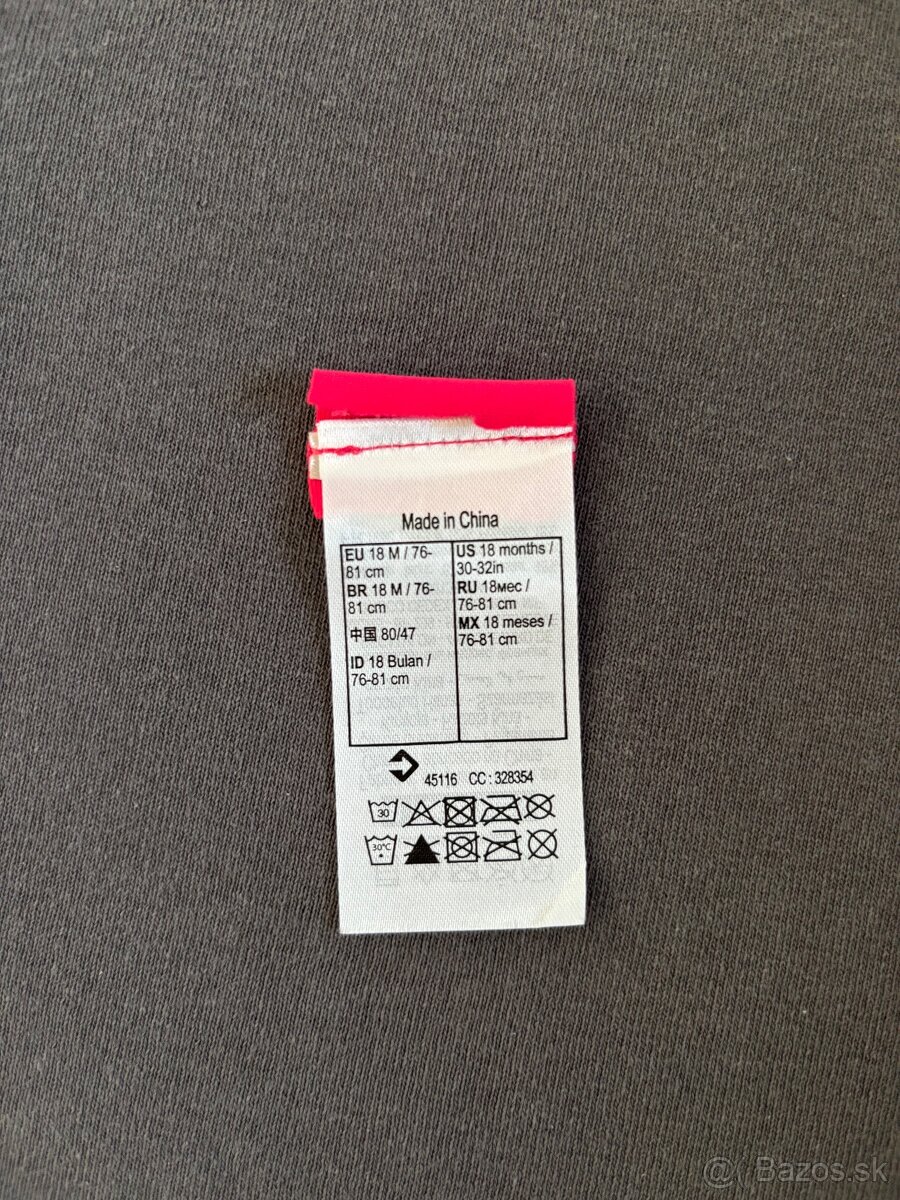 Made in China
EU 18 M / 76-
81 cm
BR 18 M / 76-
81 cm
中国 80/47
ID 18 Bulan /
76-81 cm
US 18 months /
30-32in
RU 18мес /
76-81 cm
MX 18 meses /
76-81 cm
45116 CC : 328354
30
30°C
@ Bazos.sk